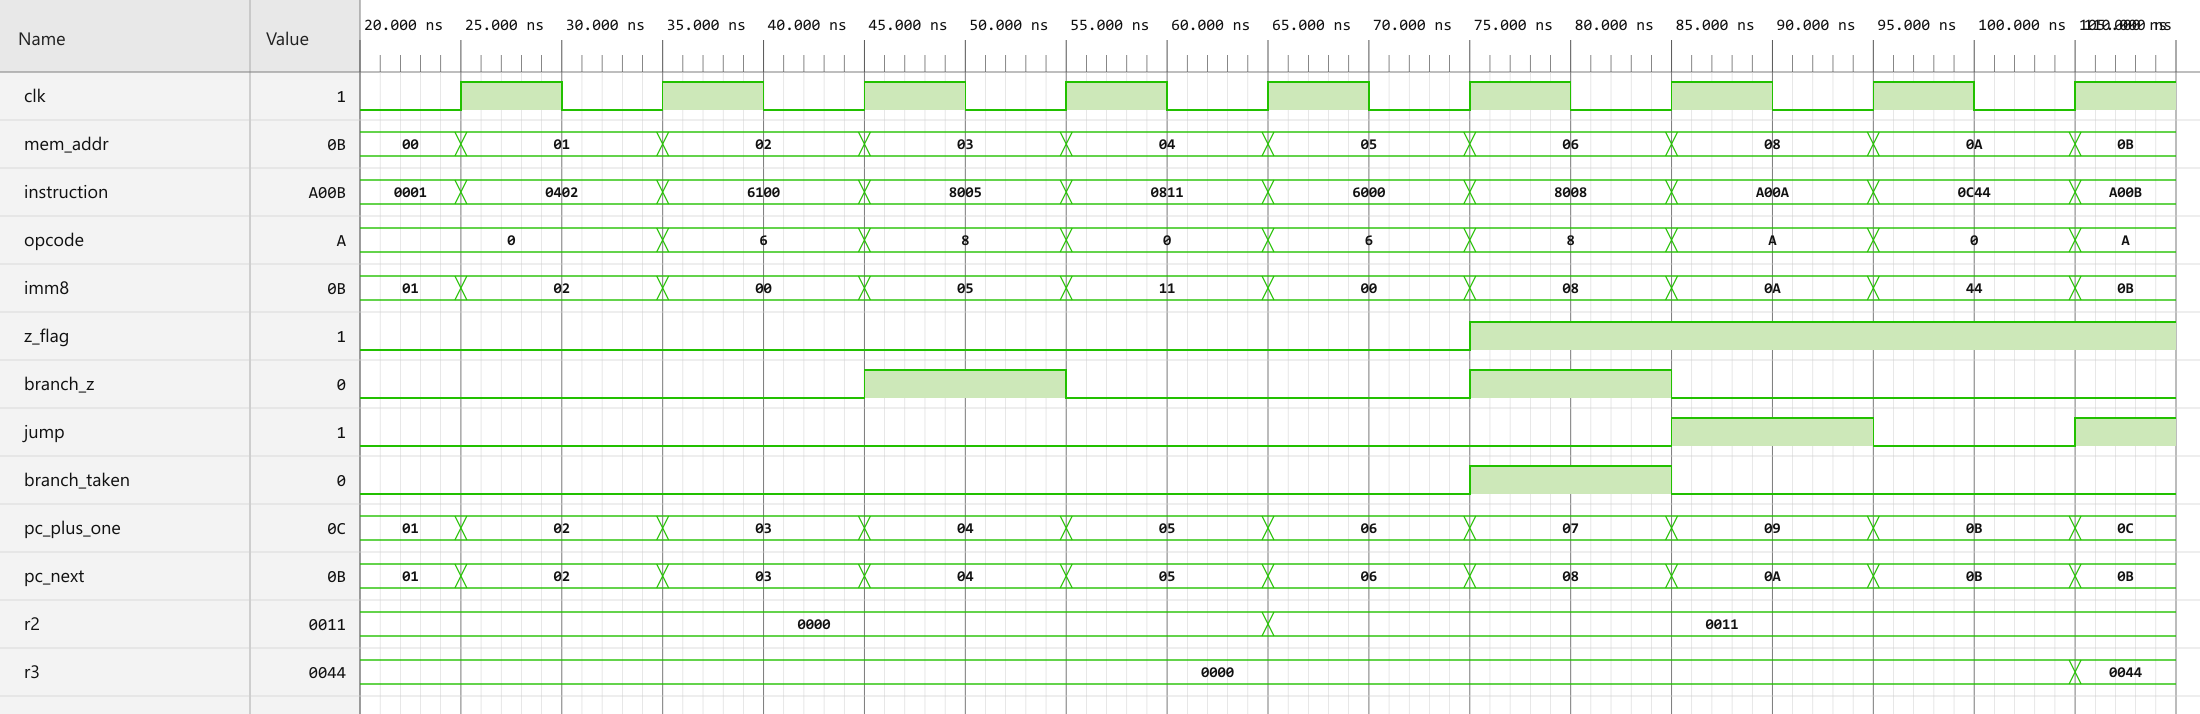 Name Value 20.000 ns 25.000 ns 30.000 ns 35.000 ns 40.000 ns 45.000 ns 50.000 ns 55.000 ns 60.000 ns 65.000 ns 70.000 ns 75.000 ns 80.000 ns 85.000 ns 90.000 ns 95.000 ns 100.000 ns
clk 1
mem_addr 0B 00 01 02 03 04 05 06 08 0A 0B
instruction A00B 0001 0402 6100 8005 0811 6000 8008 A00A 0C44 A00B
opcode A 0 6 8 0 6 8 A 0 A
imm8 0B 01 02 00 05 11 00 08 0A 44 0B
z_flag 1
branch_z 0
jump 1
branch_taken 0
pc_plus_one 0C 01 02 03 04 05 06 07 09 0B 0C
pc_next 0B 01 02 03 04 05 06 08 0A 0B 0B
r2 0011 0000 0011
r3 0044 0000 0044